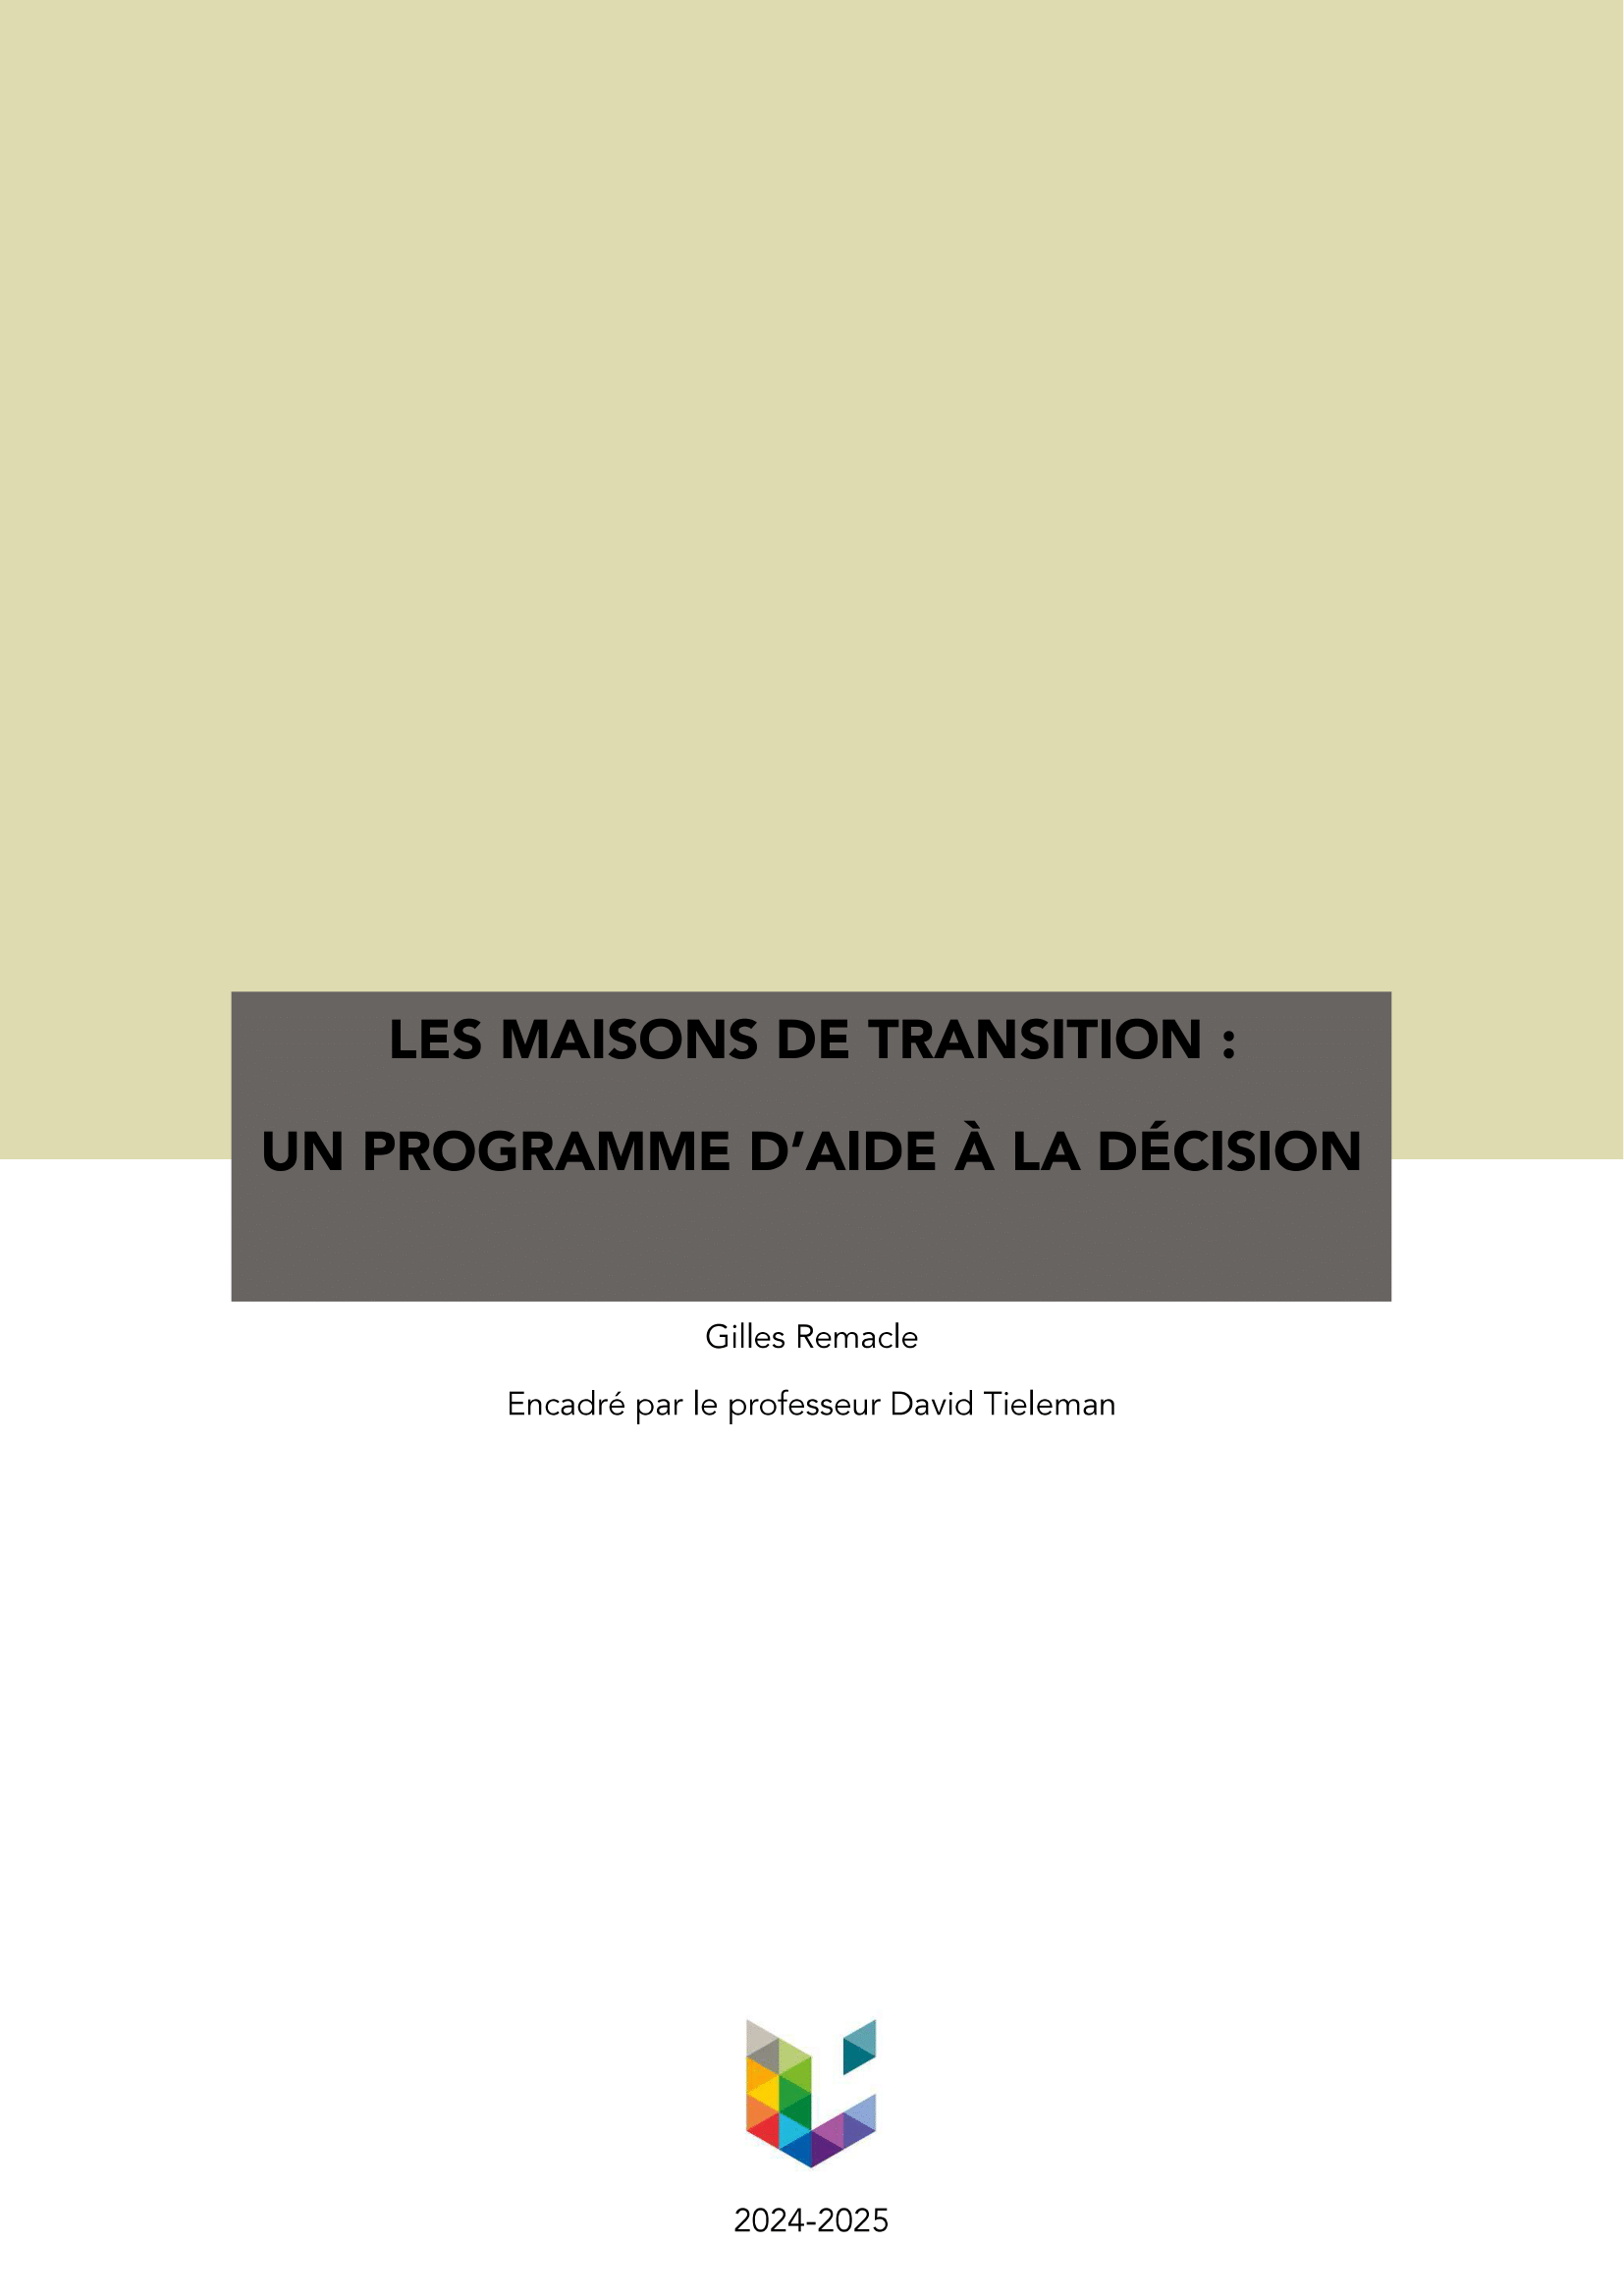 LES MAISONS DE TRANSITION :
UN PROGRAMME D’AIDE À LA DÉCISION
Gilles Remacle
Encadré par le professeur David Tieleman
2024-2025